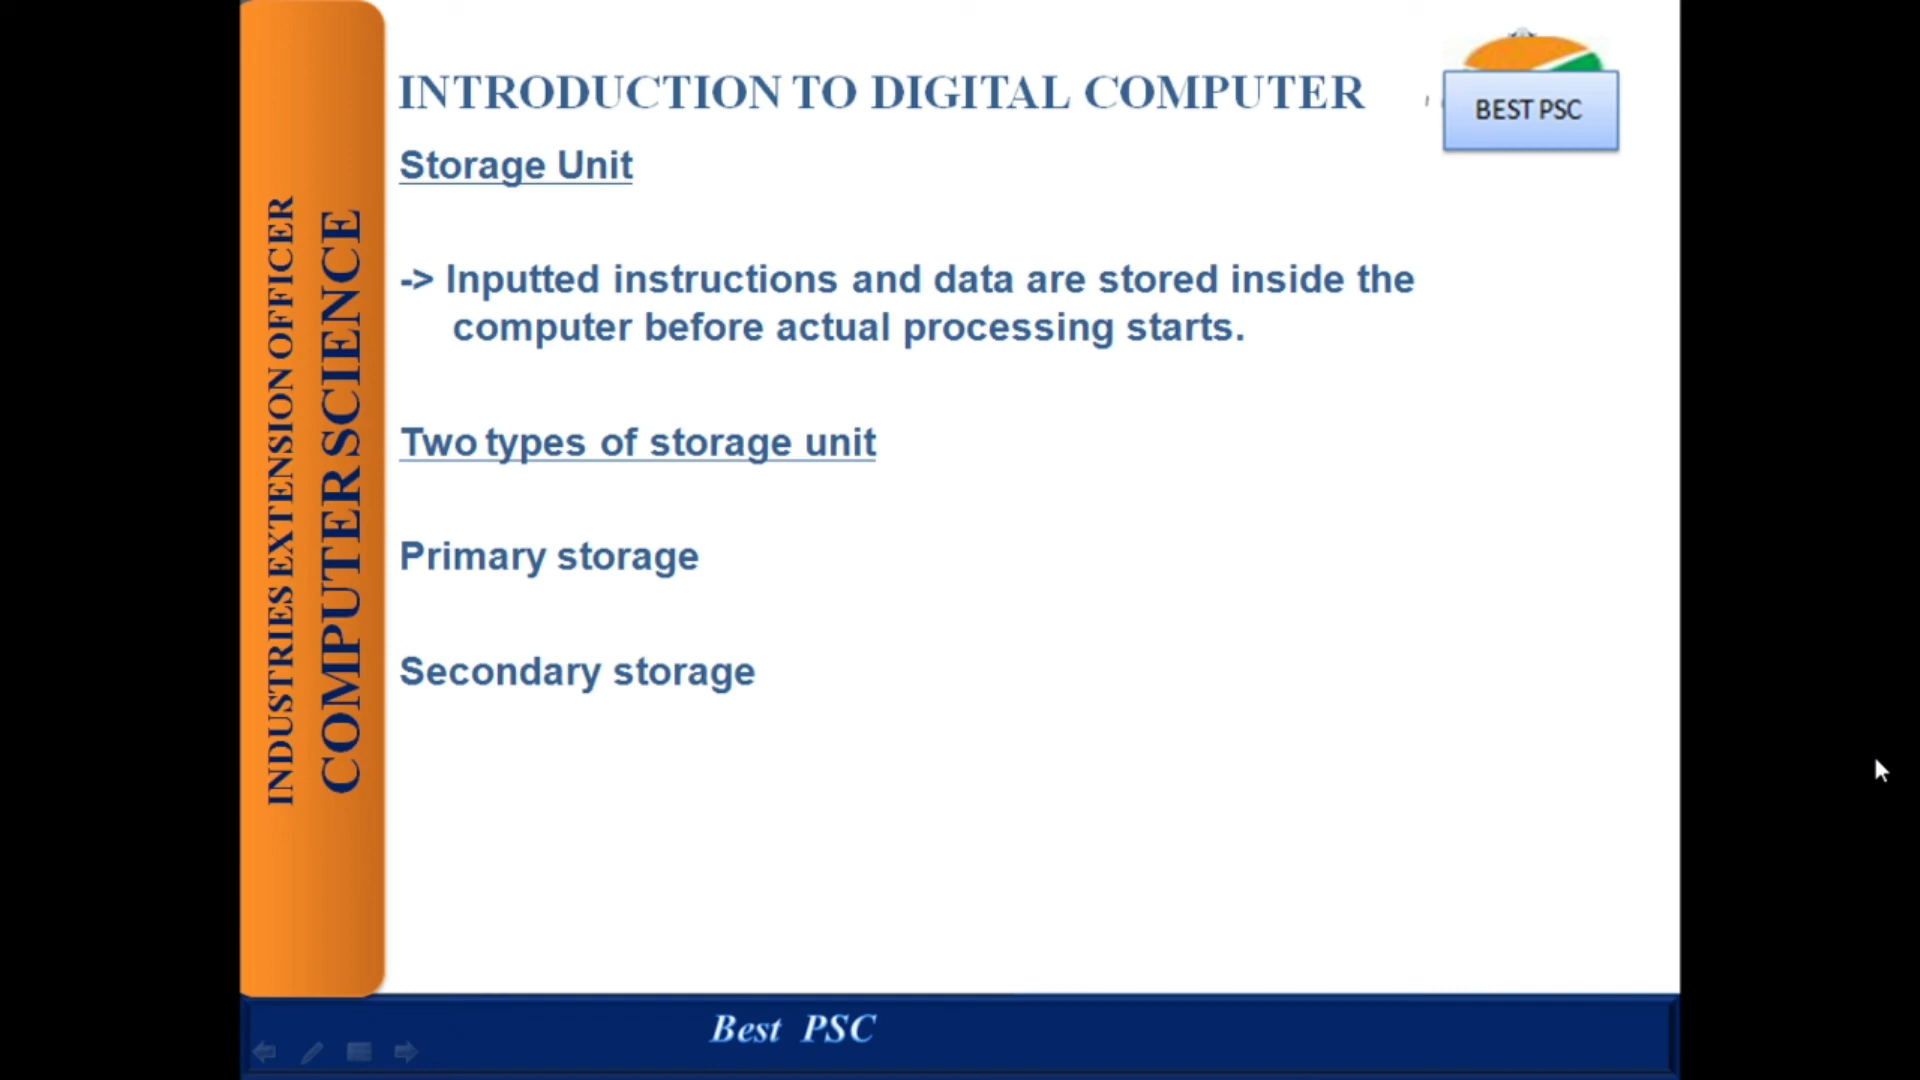 INTRODUCTION TO DIGITAL COMPUTER
BEST PSC
Storage Unit
-> Inputted instructions and data are stored inside the
computer before actual processing starts.
Two types of storage unit
Primary storage
Secondary storage
INDUSTRIES EXTENSION OFFICER
COMPUTER SCIENCE
Best PSC